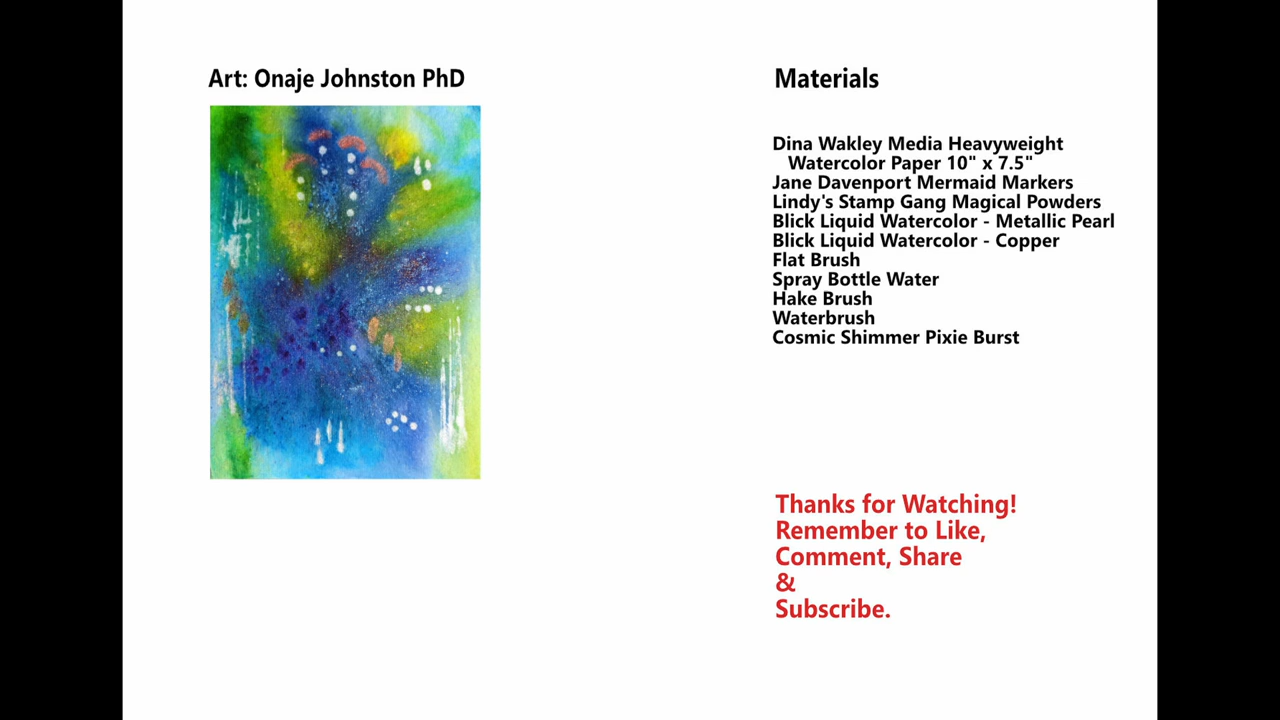 Art: Onaje Johnston PhD
Materials
Dina Wakley Media Heavyweight
Watercolor Paper 10" x 7.5"
Jane Davenport Mermaid Markers
Lindy's Stamp Gang Magical Powders
Blick Liquid Watercolor - Metallic Pearl
Blick Liquid Watercolor - Copper
Flat Brush
Spray Bottle Water
Hake Brush
Waterbrush
Cosmic Shimmer Pixie Burst
Thanks for Watching!
Remember to Like,
Comment, Share
&
Subscribe.